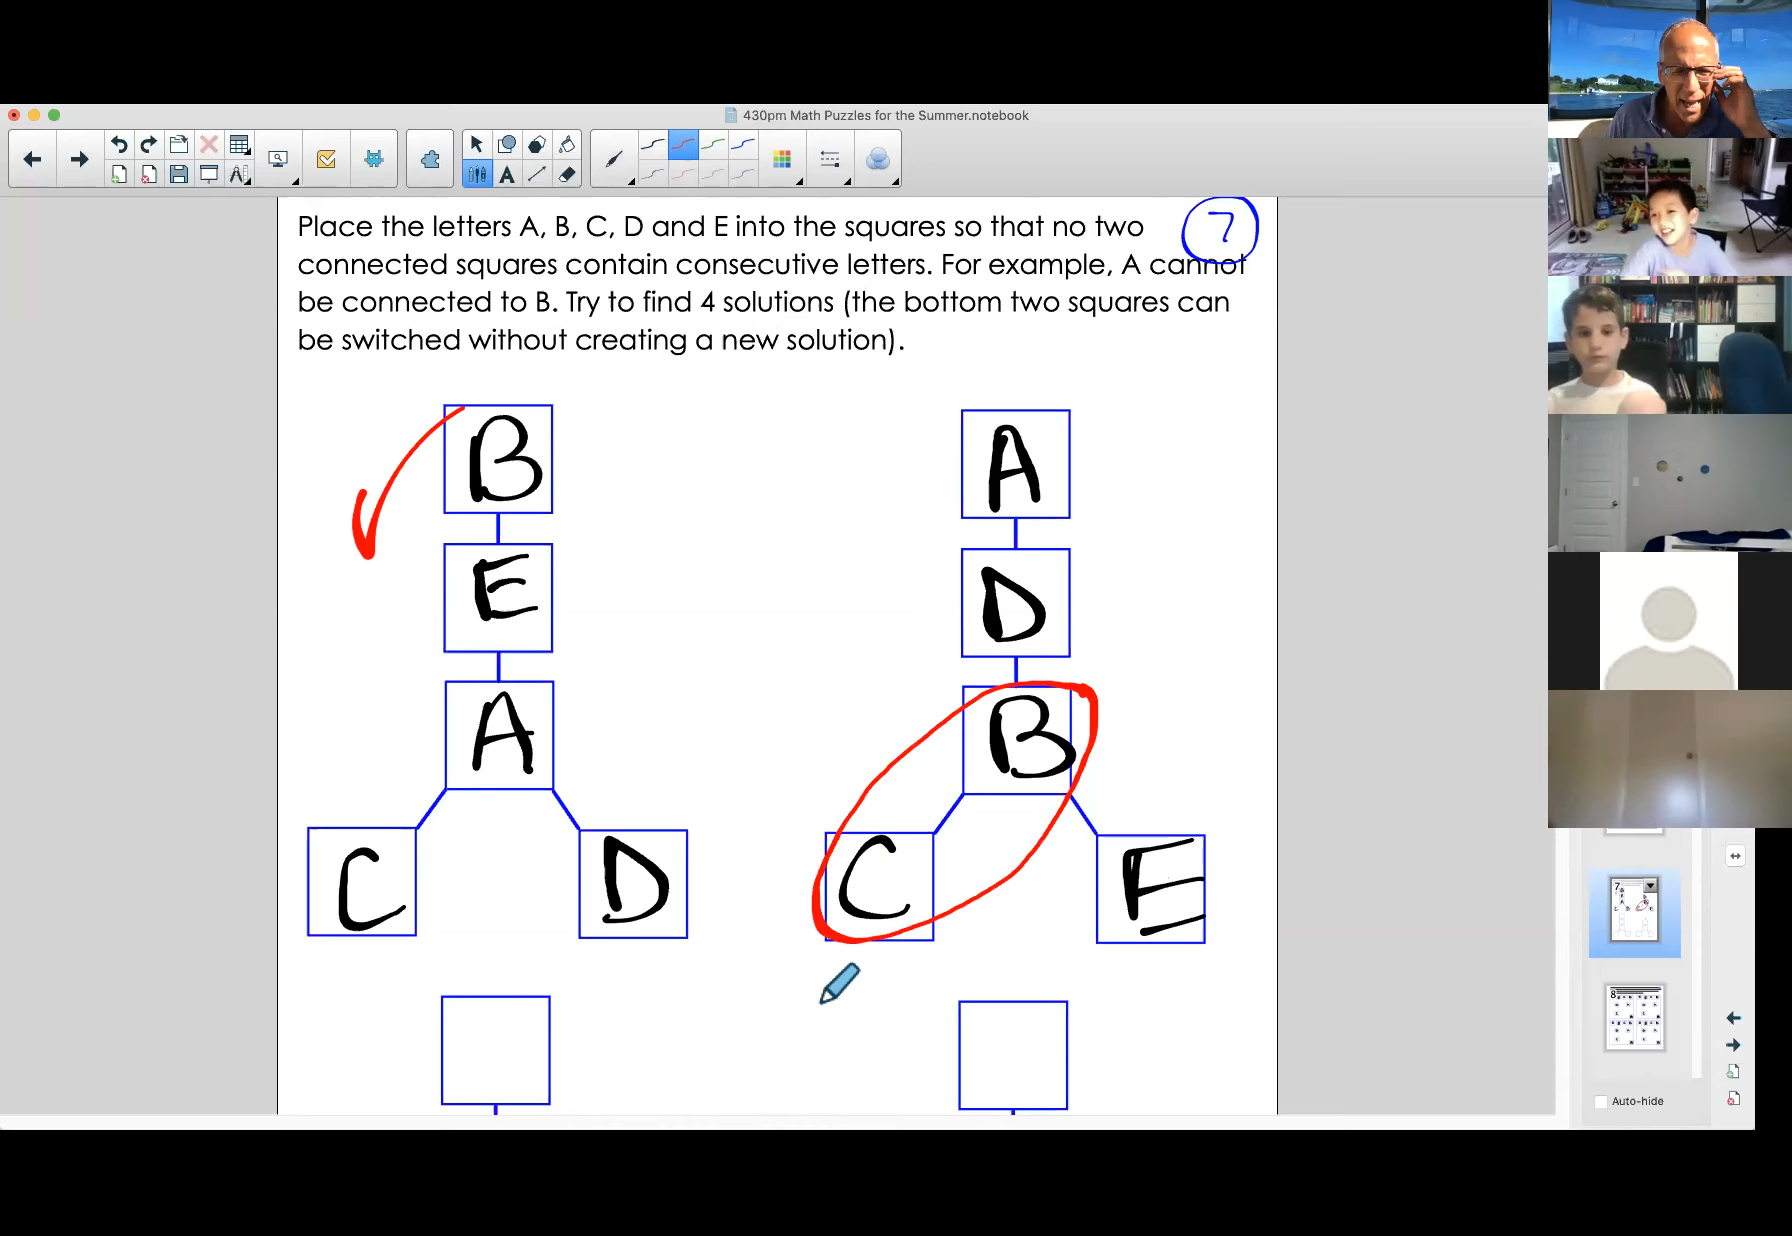 430pm Math Puzzles for the Summer.notebook
A
Place the letters A, B, C, D and E into the squares so that no two
connected squares contain consecutive letters. For example, A cannot
be connected to B. Try to find 4 solutions (the bottom two squares can
be switched without creating a new solution).
7
B
E
A
C
D
A
D
B
C
E
7
8
Auto-hide